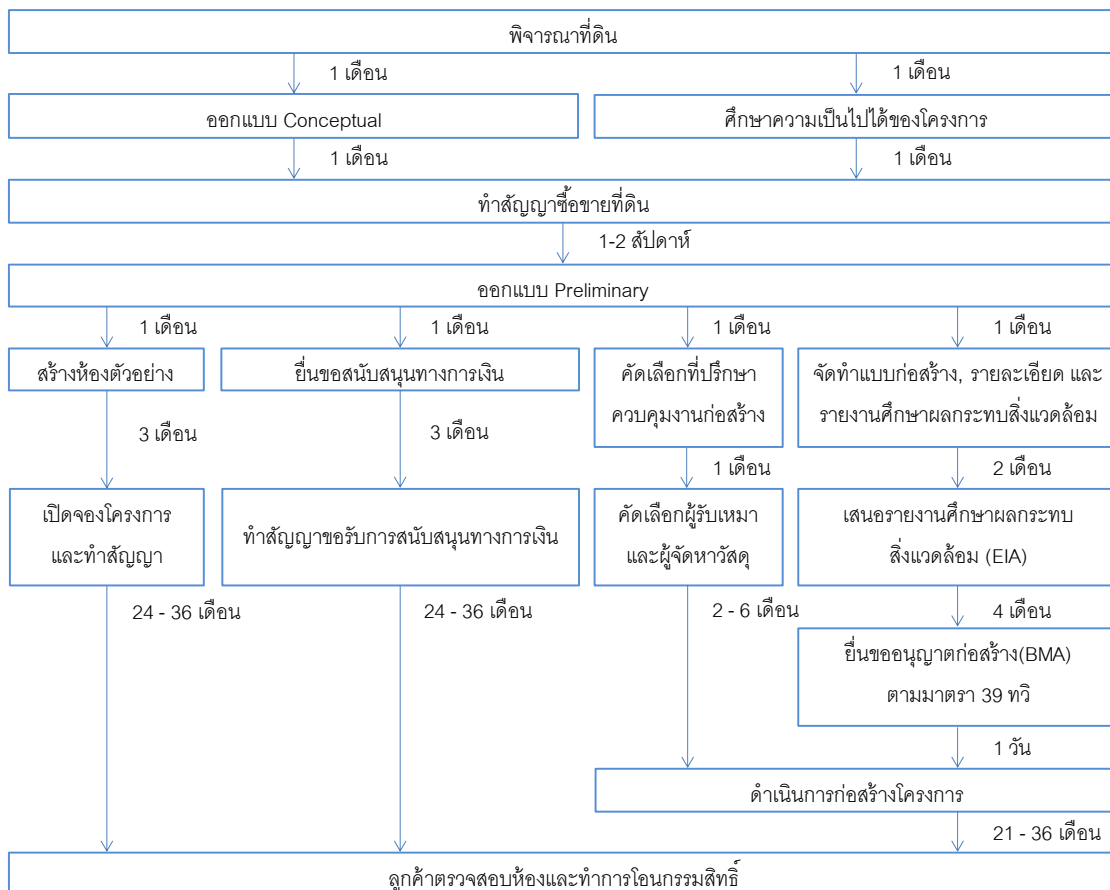 พิจารณาที่ดิน
1 เดือน
1 เดือน
ออกแบบ Conceptual
ศึกษาความเป็นไปได้ของโครงการ
1 เดือน
1 เดือน
ทำสัญญาซื้อขายที่ดิน
1-2 สัปดาห์
ออกแบบ Preliminary
1 เดือน
1 เดือน
1 เดือน
1 เดือน
สร้างห้องตัวอย่าง
ยื่นขอสนับสนุนทางการเงิน
คัดเลือกที่ปรึกษา
ควบคุมงานก่อสร้าง
จัดทำแบบก่อสร้าง, รายละเอียด และ
รายงานศึกษาผลกระทบสิ่งแวดล้อม
3 เดือน
3 เดือน
1 เดือน
2 เดือน
เปิดจองโครงการ
และทำสัญญา
ทำสัญญาขอรับการสนับสนุนทางการเงิน
คัดเลือกผู้รับเหมา
และผู้จัดหาวัสดุ
เสนอรายงานศึกษาผลกระทบ
สิ่งแวดล้อม (EIA)
24 - 36 เดือน
24 - 36 เดือน
2 - 6 เดือน
4 เดือน
ยื่นขออนุญาตก่อสร้าง(BMA)
ตามมาตรา 39 ทวิ
1 วัน
ดำเนินการก่อสร้างโครงการ
21 - 36 เดือน
ลูกค้าตรวจสอบห้องและทำการโอนกรรมสิทธิ์